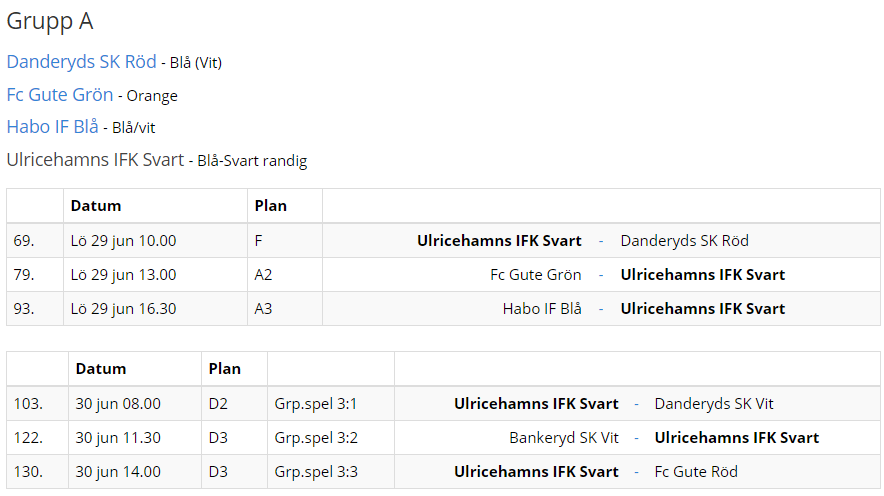 Grupp A
Danderyds SK Röd - Blå (Vit)
Fc Gute Grön - Orange
Habo IF Blå - Blå/vit
Ulricehamns IFK Svart - Blå-Svart randig
Datum Plan
69. Lö 29 jun 10.00 F Ulricehamns IFK Svart - Danderyds SK Röd
79. Lö 29 jun 13.00 A2 Fc Gute Grön - Ulricehamns IFK Svart
93. Lö 29 jun 16.30 A3 Habo IF Blå - Ulricehamns IFK Svart
Datum Plan
103. 30 jun 08.00 D2 Grp.spel 3:1 Ulricehamns IFK Svart - Danderyds SK Vit
122. 30 jun 11.30 D3 Grp.spel 3:2 Bankeryd SK Vit - Ulricehamns IFK Svart
130. 30 jun 14.00 D3 Grp.spel 3:3 Ulricehamns IFK Svart - Fc Gute Röd